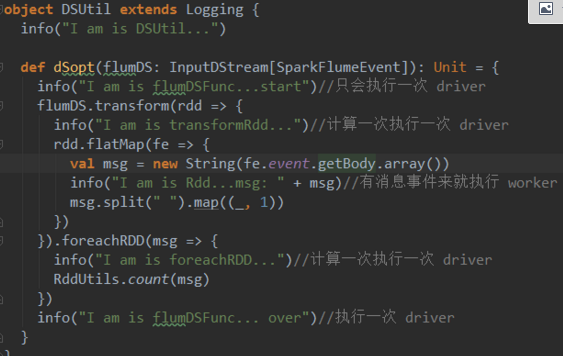 object DSUtil extends Logging {
info("I am is DSUtil...")
def dSopt(flumDS: InputDStream[SparkFlumeEvent]): Unit = {
info("I am is flumDSFunc...start")//只会执行一次 driver
flumDS.transform(rdd => {
info("I am is transformRdd...")//计算一次执行一次 driver
rdd.flatMap(fe => {
val msg = new String(fe.event.getBody.array())
info("I am is Rdd...msg: " + msg)//有消息事件来就执行 worker
msg.split(" ").map((_, 1))
})
}).foreachRDD(msg => {
info("I am is foreachRDD...")//计算一次执行一次 driver
RddUtils.count(msg)
})
info("I am is flumDSFunc... over")//执行一次 driver
}
}